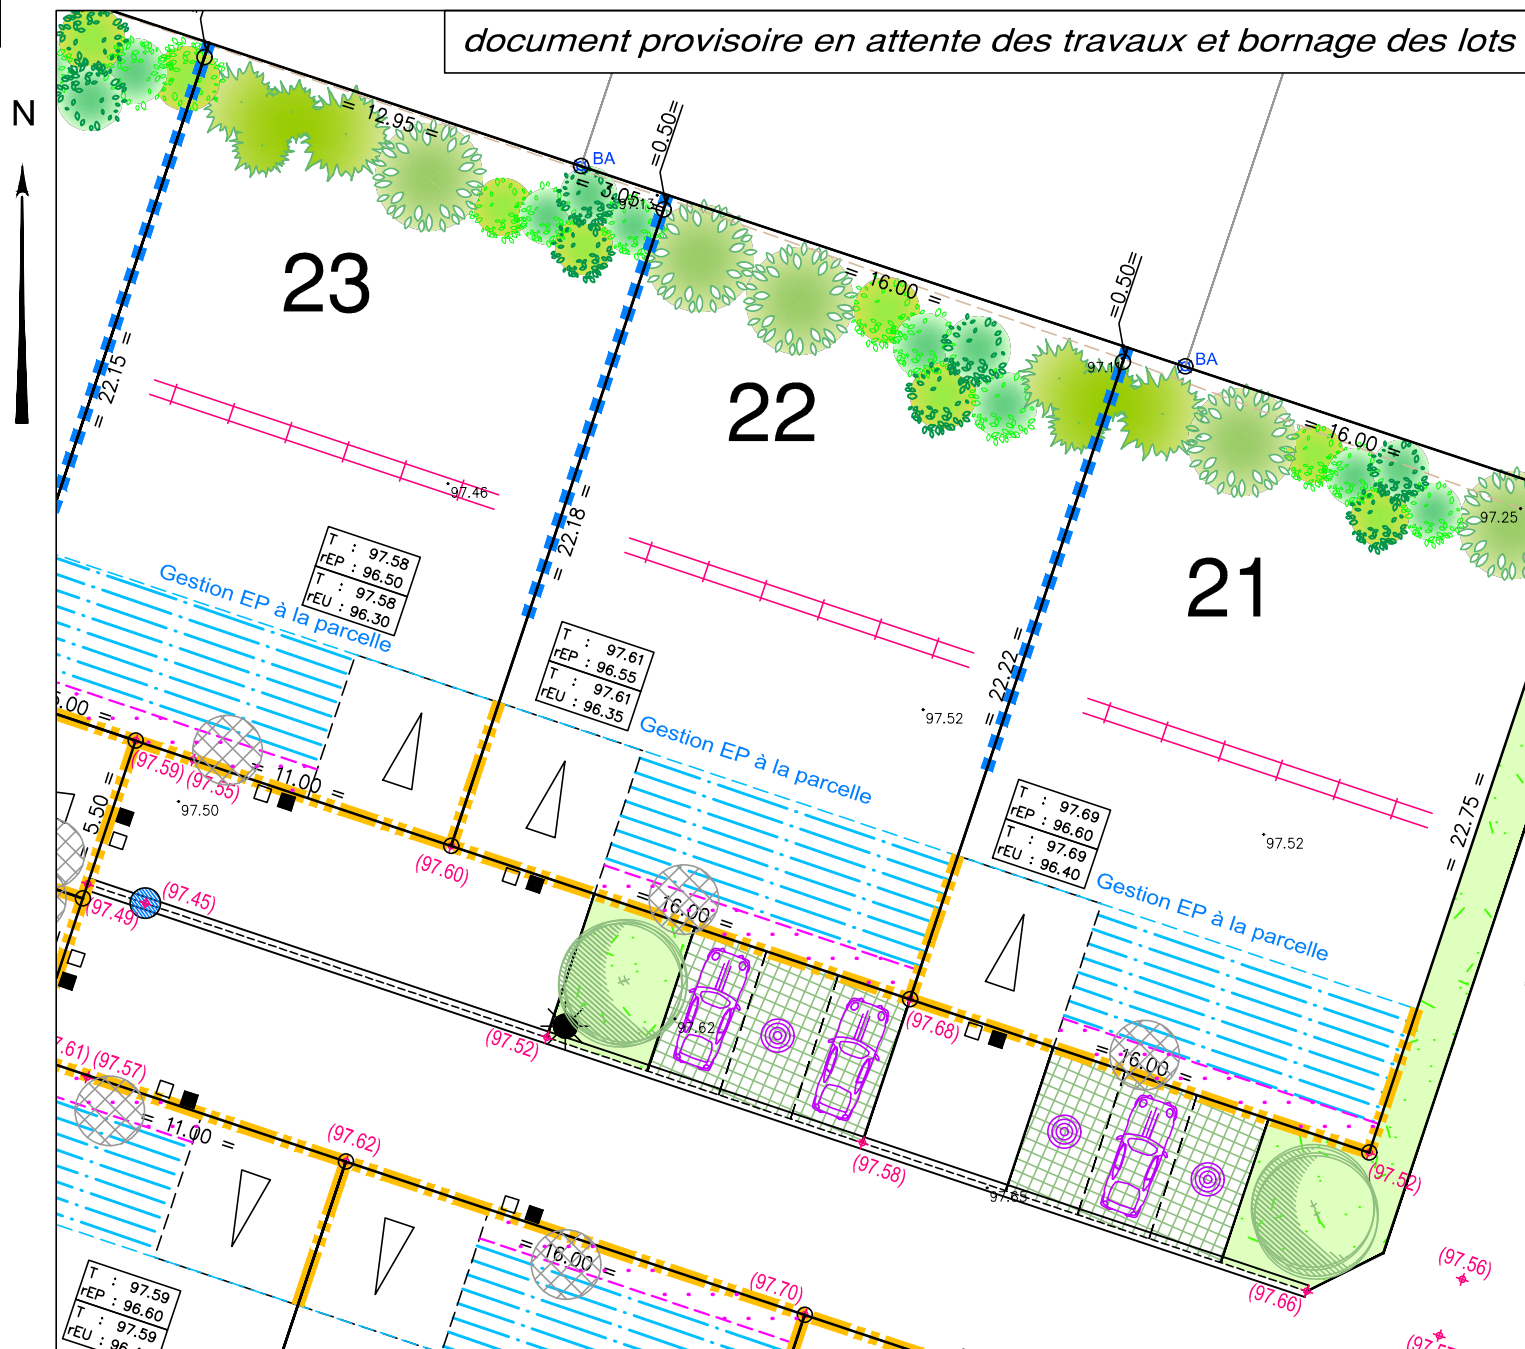 document provisoire en attente des travaux et bornage des lots
N
= 12.95 =
BA
=0.50=
= 3.05 =
97.13
23
= 16.00 =
=0.50=
BA
22
= 22.15 =
= 16.00 =
97.25
97.46
= 22.18 =
21
T : 97.58
rEP : 96.50
T : 97.58
rEU : 96.30
Gestion EP à la parcelle
T : 97.61
rEP : 96.55
T : 97.61
rEU : 96.35
= 22.22 =
97.52
Gestion EP à la parcelle
(97.59)
(97.55)
= 11.00 =
97.50
= 5.50 =
T : 97.69
rEP : 96.60
T : 97.69
rEU : 96.40
97.52
= 22.75 =
(97.60)
Gestion EP à la parcelle
(97.45)
(97.49)
= 16.00 =
(97.52)
97.62
(97.68)
= 16.00 =
(97.57)
= 11.00 =
(97.62)
(97.58)
97.65
(97.52)
= 16.00 =
(97.70)
(97.66)
(97.56)
T : 97.59
rEP : 96.60
T : 97.59
rEU :